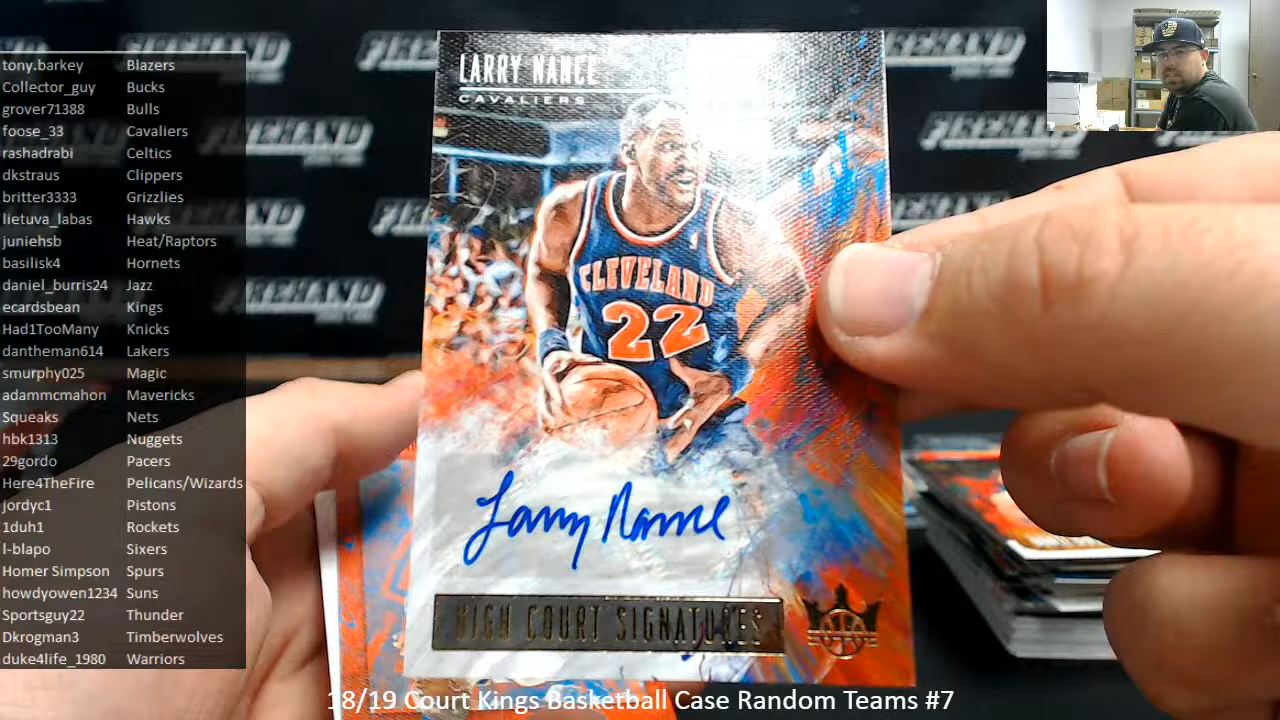 tony.barkey Blazers
Collector_guy Bucks
grover71388 Bulls
foose_33 Cavaliers
rashadrabi Celtics
dkstraus Clippers
britter3333 Grizzlies
lietuva_labas Hawks
juniehsb Heat/Raptors
basilisk4 Hornets
daniel_burris24 Jazz
ecardsbean Kings
Had1TooMany Knicks
dantheman614 Lakers
smurphy025 Magic
adammcmahon Mavericks
Squeaks Nets
hbk1313 Nuggets
29gordo Pacers
Here4TheFire Pelicans/Wizards
jordyc1 Pistons
1duh1 Rockets
l-blapo Sixers
Homer Simpson Spurs
howdyowen1234 Suns
Sportsguy22 Thunder
Dkrogman3 Timberwolves
duke4life_1980 Warriors
LARRY NANCE
CAVALIERS
CLEVELAND
22
Larry Nance
HIGH COURT SIGNATURES
FIREHAND
FIREHAND
FIREHAND
18/19 Court Kings Basketball Case Random Teams #7